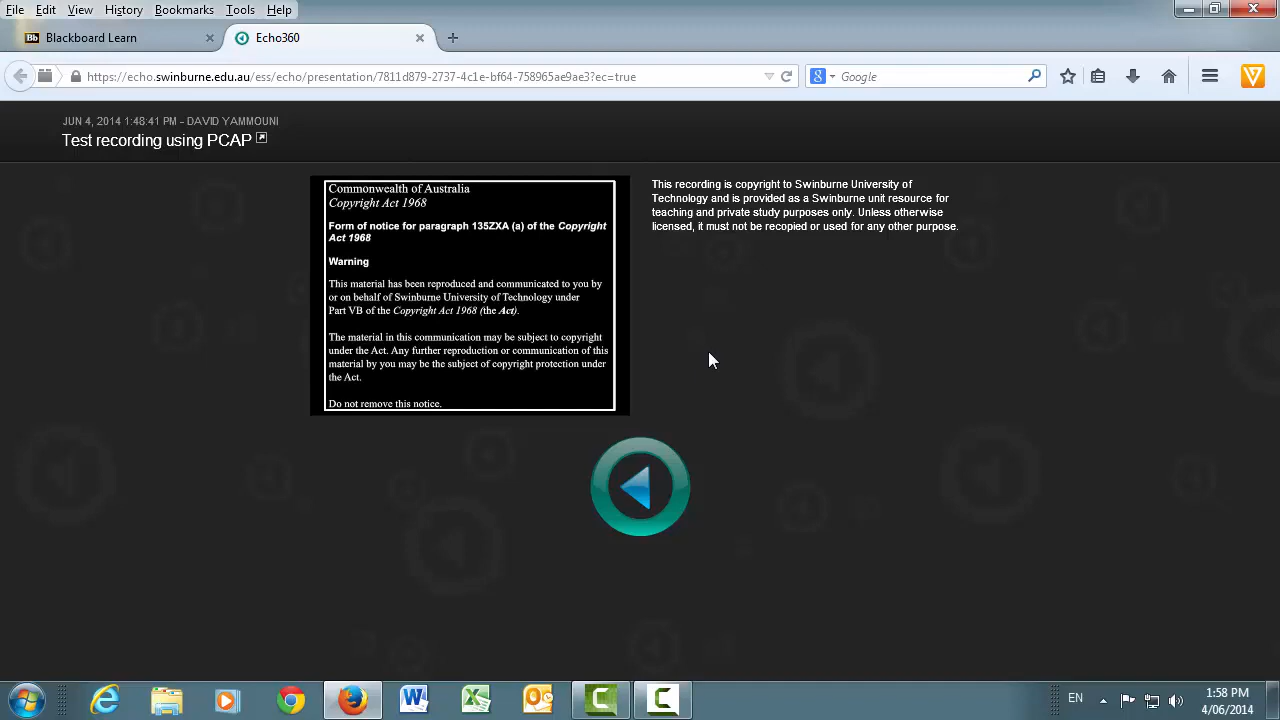 File Edit View History Bookmarks Tools Help
Bb Blackboard Learn
Echo360
https://echo.swinburne.edu.au/ess/echo/presentation/
Google
JUN 4, 2014 1:48:41 PM - DAVID YAMMOUNI
Test recording using PCAP
Commonwealth of Australia
Copyright Act 1968
Form of notice for paragraph 135ZXA (a) of the Copyright
Act 1968
Warning
This material has been reproduced and communicated to you by
or on behalf of Swinburne University of Technology under
Part VB of the Copyright Act 1968 (the Act).
The material in this communication may be subject to copyright
under the Act. Any further reproduction or communication of this
material by you may be the subject of copyright protection under
the Act.
Do not remove this notice.
This recording is copyright to Swinburne University of
Technology and is provided as a Swinburne unit resource for
teaching and private study purposes only. Unless otherwise
licensed, it must not be recopied or used for any other purpose.
EN
1:58 PM
4/06/2014